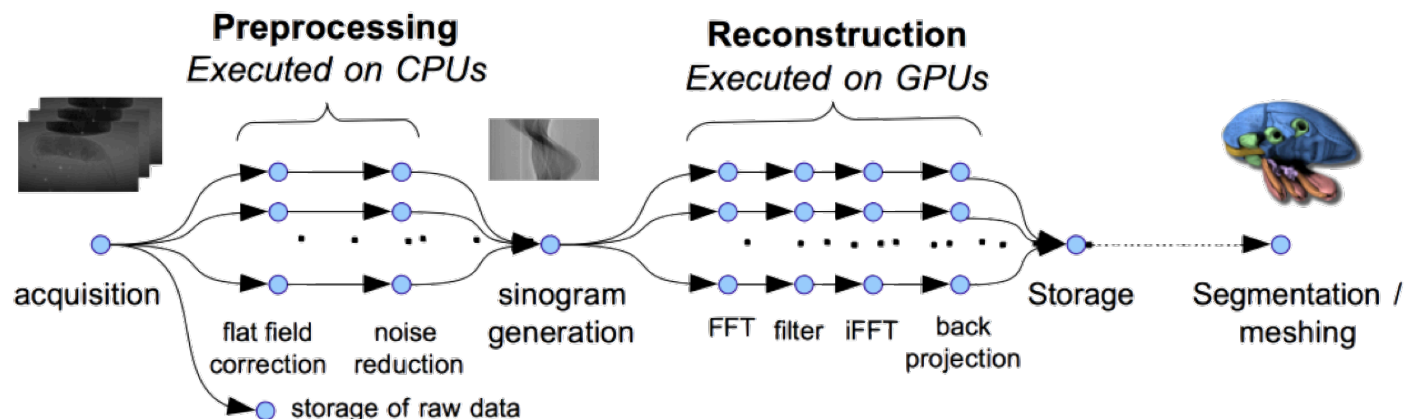 Preprocessing
Executed on CPUs
Reconstruction
Executed on GPUs
acquisition
flat field
correction
noise
reduction
storage of raw data
sinogram
generation
FFT
filter
iFFT
back
projection
Storage
Segmentation /
meshing